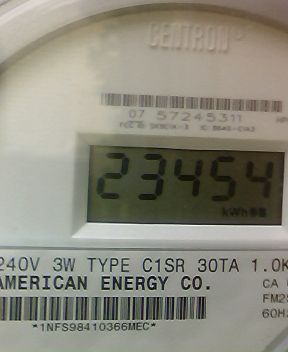 CENTRON®
07 57245311
23454
kWh
240V 3W TYPE C1SR 30TA 1.0K
AMERICAN ENERGY CO. CA
FM2S
60Hz
*1NFS98410366MEC*